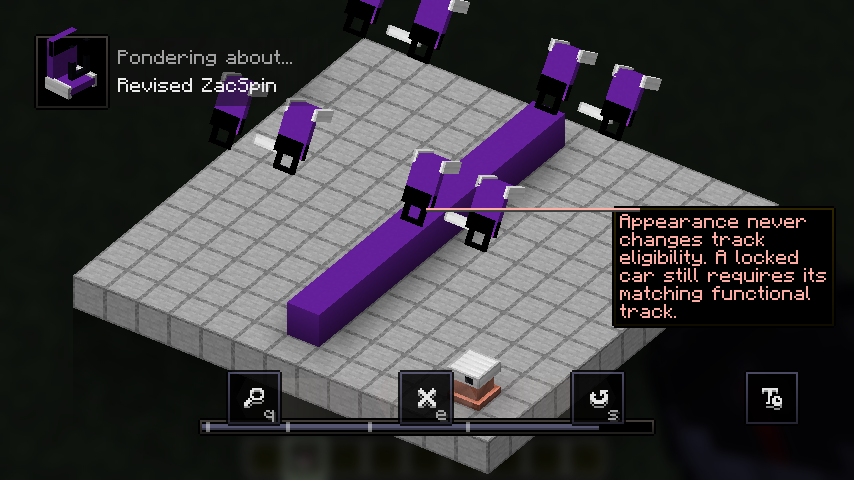 Pondering about...
Revised ZacSpin
Appearance never
changes track
eligibility. A locked
car still requires its
matching functional
track.
q
e
s
T